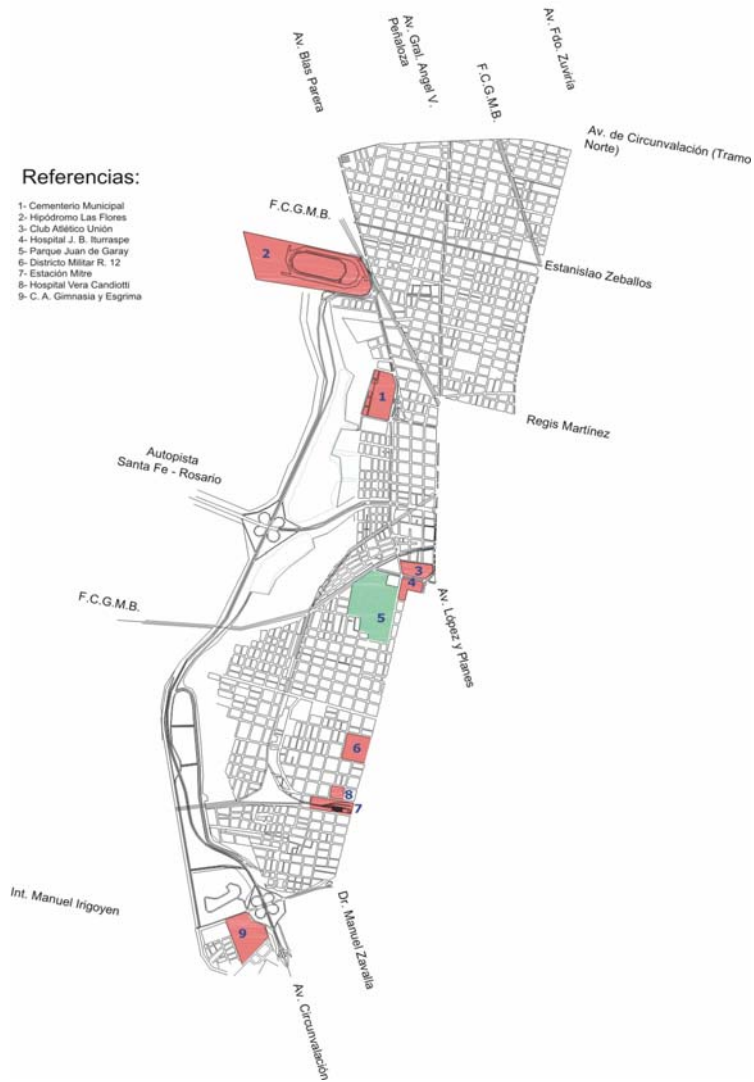 Av. Fdo. Zuviría
Av. Gral. Angel V.
Peñaloza
Av. Blas Parera
F.C.G.M.B.
Av. de Circunvalación (Tramo
Norte)
Referencias:
1- Cementerio Municipal
2- Hipódromo Las Flores
3- Club Atlético Unión
4- Hospital J. B. Iturraspe
5- Parque Juan de Garay
6- Districto Militar R. 12
7- Estación Mitre
8- Hospital Vera Candiotti
9- C. A. Gimnasia y Esgrima
F.C.G.M.B.
2
Estanislao Zeballos
1
Regis Martínez
Autopista
Santa Fe - Rosario
3
4
F.C.G.M.B.
5
Av. López y Planes
6
8
7
Int. Manuel Irigoyen
Dr. Manuel Zavalla
9
Av. Circunvalación